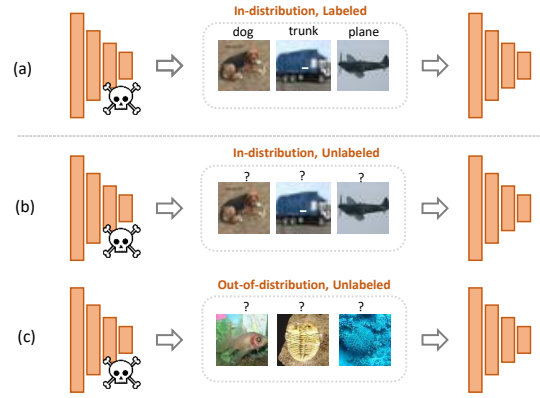 In-distribution, Labeled
dog trunk plane
(a)
In-distribution, Unlabeled
? ? ?
(b)
Out-of-distribution, Unlabeled
? ? ?
(c)